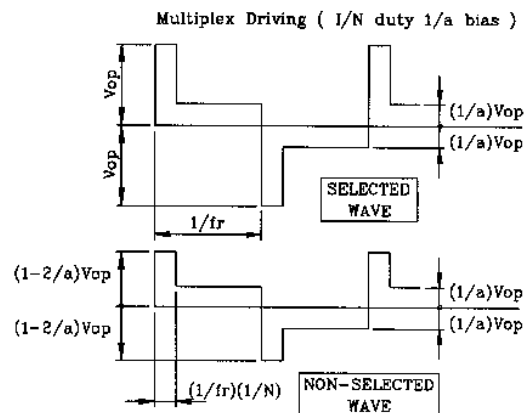 Multiplex Driving ( I/N duty 1/a bias )
Vop
Vop
(1/a)Vop
(1/a)Vop
SELECTED
WAVE
1/fr
(1-2/a)Vop
(1-2/a)Vop
(1/a)Vop
(1/a)Vop
(1/fr)(1/N)
NON-SELECTED
WAVE